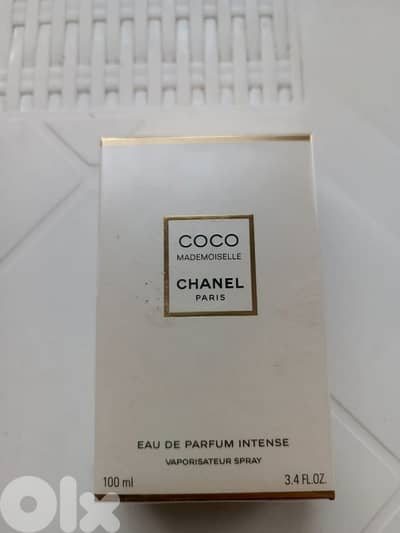 COCO
MADEMOISELLE
CHANEL
PARIS
EAU DE PARFUM INTENSE
VAPORISATEUR SPRAY
100 ml 3.4 FL.OZ.
OLX